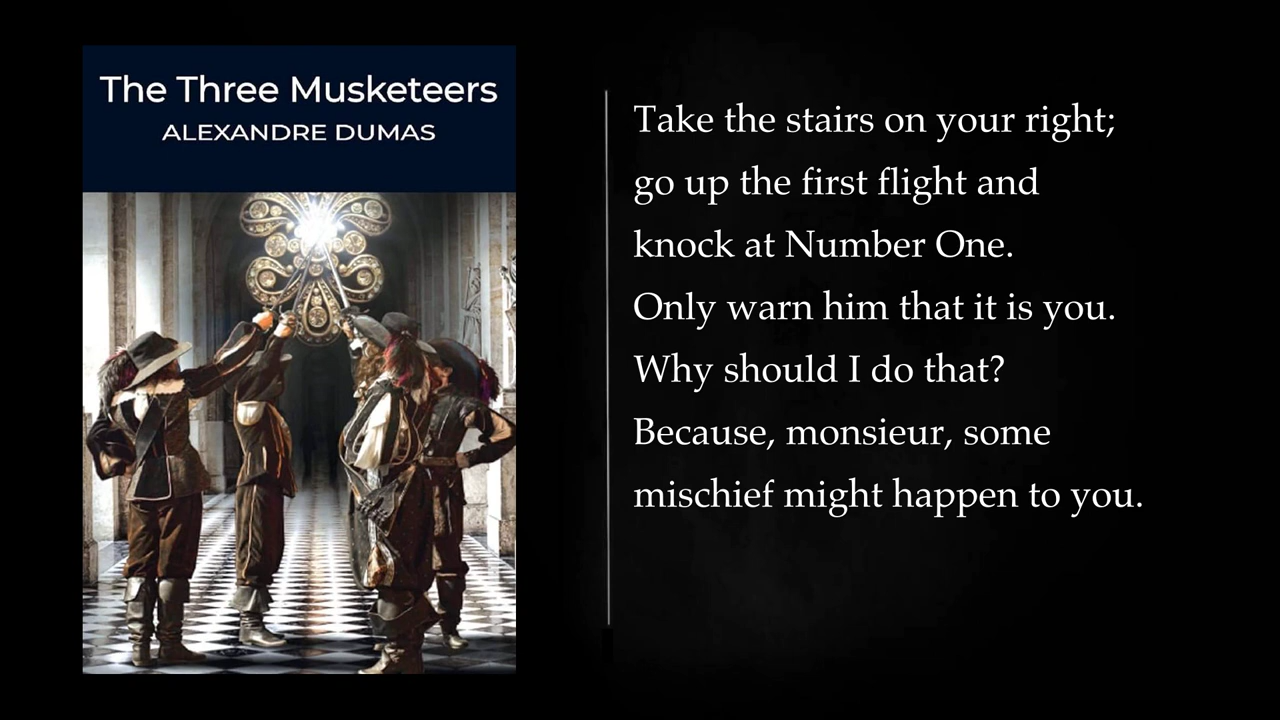 The Three Musketeers
ALEXANDRE DUMAS
Take the stairs on your right;
go up the first flight and
knock at Number One.
Only warn him that it is you.
Why should I do that?
Because, monsieur, some
mischief might happen to you.